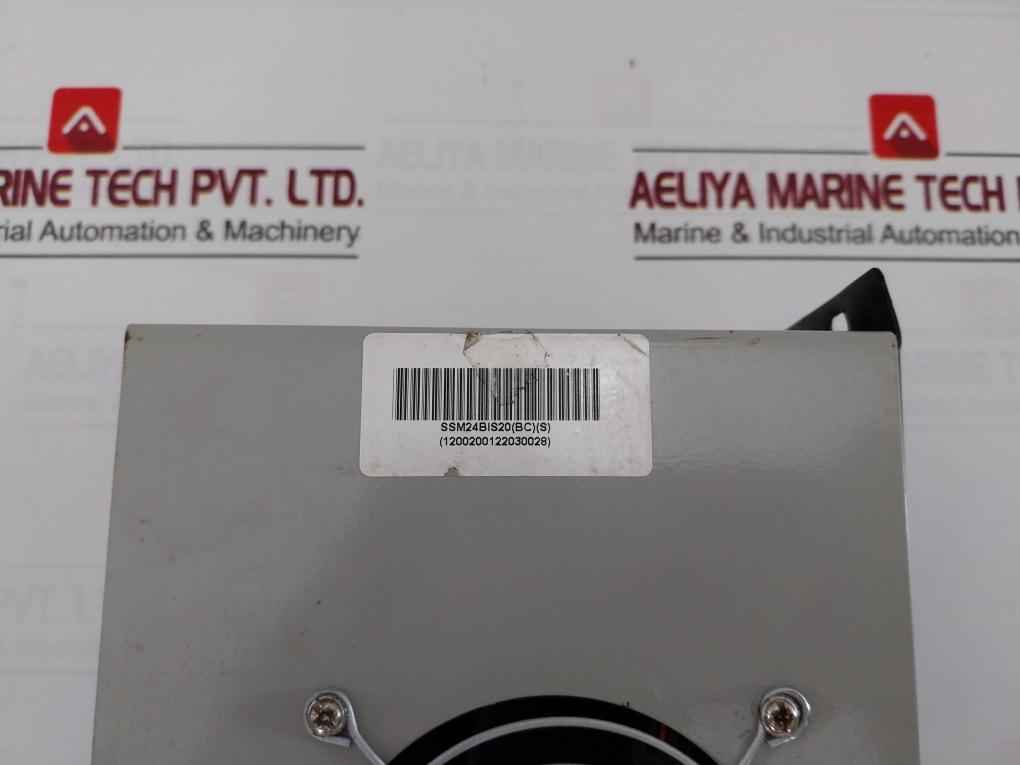 RINE TECH PVT. LTD.
rial Automation & Machinery
AELIYA MARINE TECH
Marine & Industrial Automation
SSM24BIS20(BC)(S)
(1200200122030028)